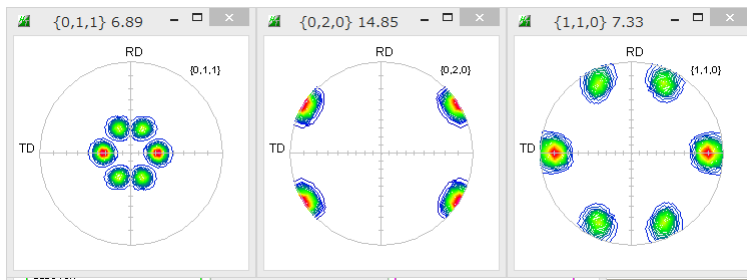 {0,1,1} 6.89
{0,2,0} 14.85
{1,1,0} 7.33
RD
{0,1,1}
TD
RD
{0,2,0}
TD
RD
{1,1,0}
TD